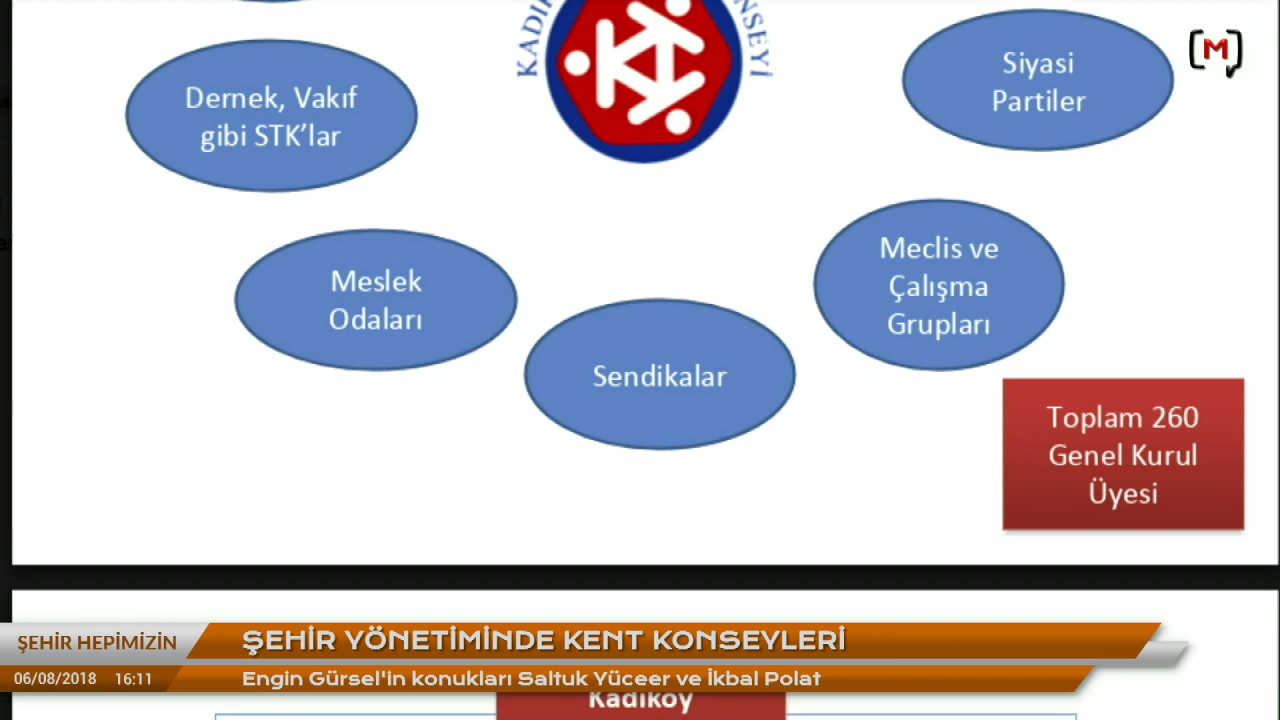 KADIK
NSEYİ
Dernek, Vakıf
gibi STK'lar
Siyasi
Partiler
[M]
Meslek
Odaları
Meclis ve
Çalışma
Grupları
Sendikalar
Toplam 260
Genel Kurul
Üyesi
ŞEHİR HEPİMİZİN
ŞEHİR YÖNETİMİNDE KENT KONSEYLERİ
06/08/2018 16:11
Engin Gürsel'in konukları Saltuk Yüceer ve İkbal Polat
Kadıköy